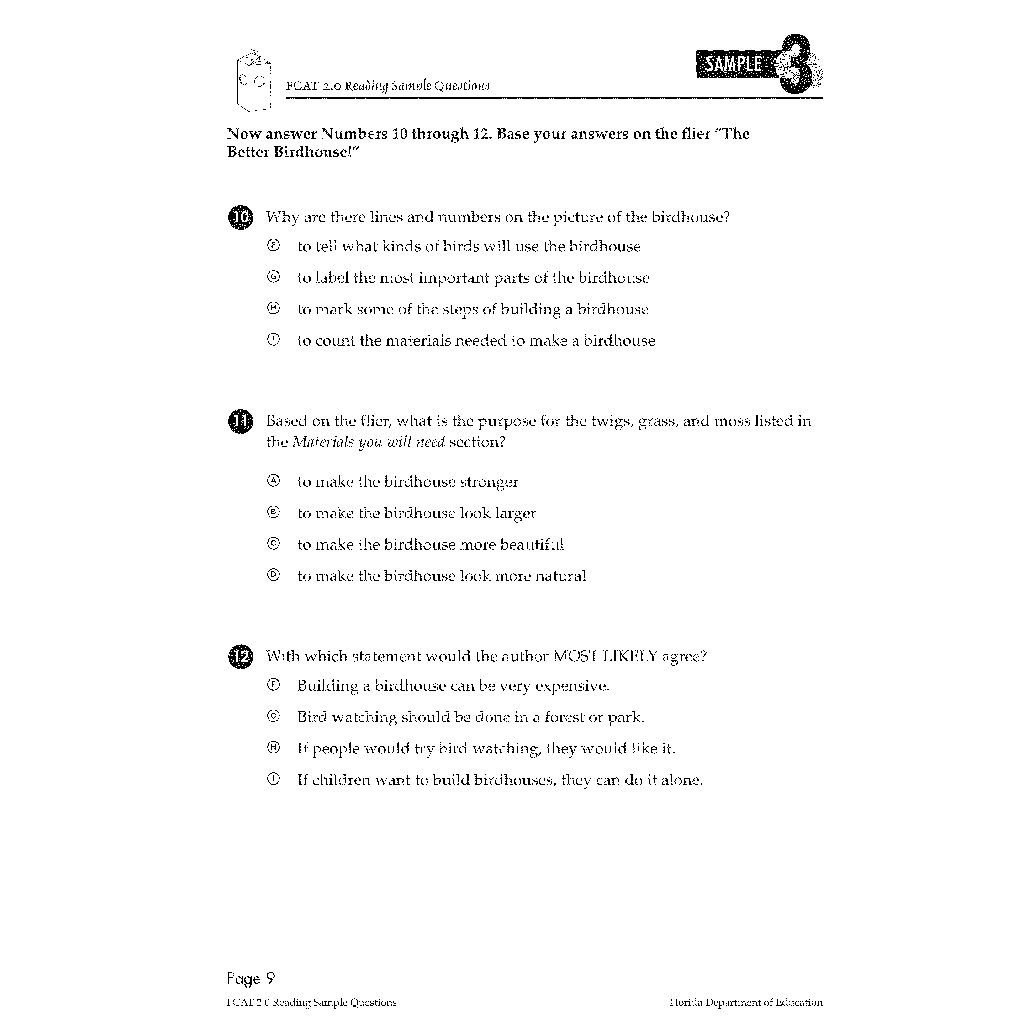 FCAT 2.0 Reading Sample Questions
SAMPLE 3
Now answer Numbers 10 through 12. Base your answers on the flier “The
Better Birdhouse!”
10 Why are there lines and numbers on the picture of the birdhouse?
F to tell what kinds of birds will use the birdhouse
G to label the most important parts of the birdhouse
H to mark some of the steps of building a birdhouse
I to count the materials needed to make a birdhouse
11 Based on the flier, what is the purpose for the twigs, grass, and moss listed in
the Materials you will need section?
A to make the birdhouse stronger
B to make the birdhouse look larger
C to make the birdhouse more beautiful
D to make the birdhouse look more natural
12 With which statement would the author MOST LIKELY agree?
F Building a birdhouse can be very expensive.
G Bird watching should be done in a forest or park.
H If people would try bird watching, they would like it.
I If children want to build birdhouses, they can do it alone.
Page 9
FCAT 2.0 Reading Sample Questions
Florida Department of Education